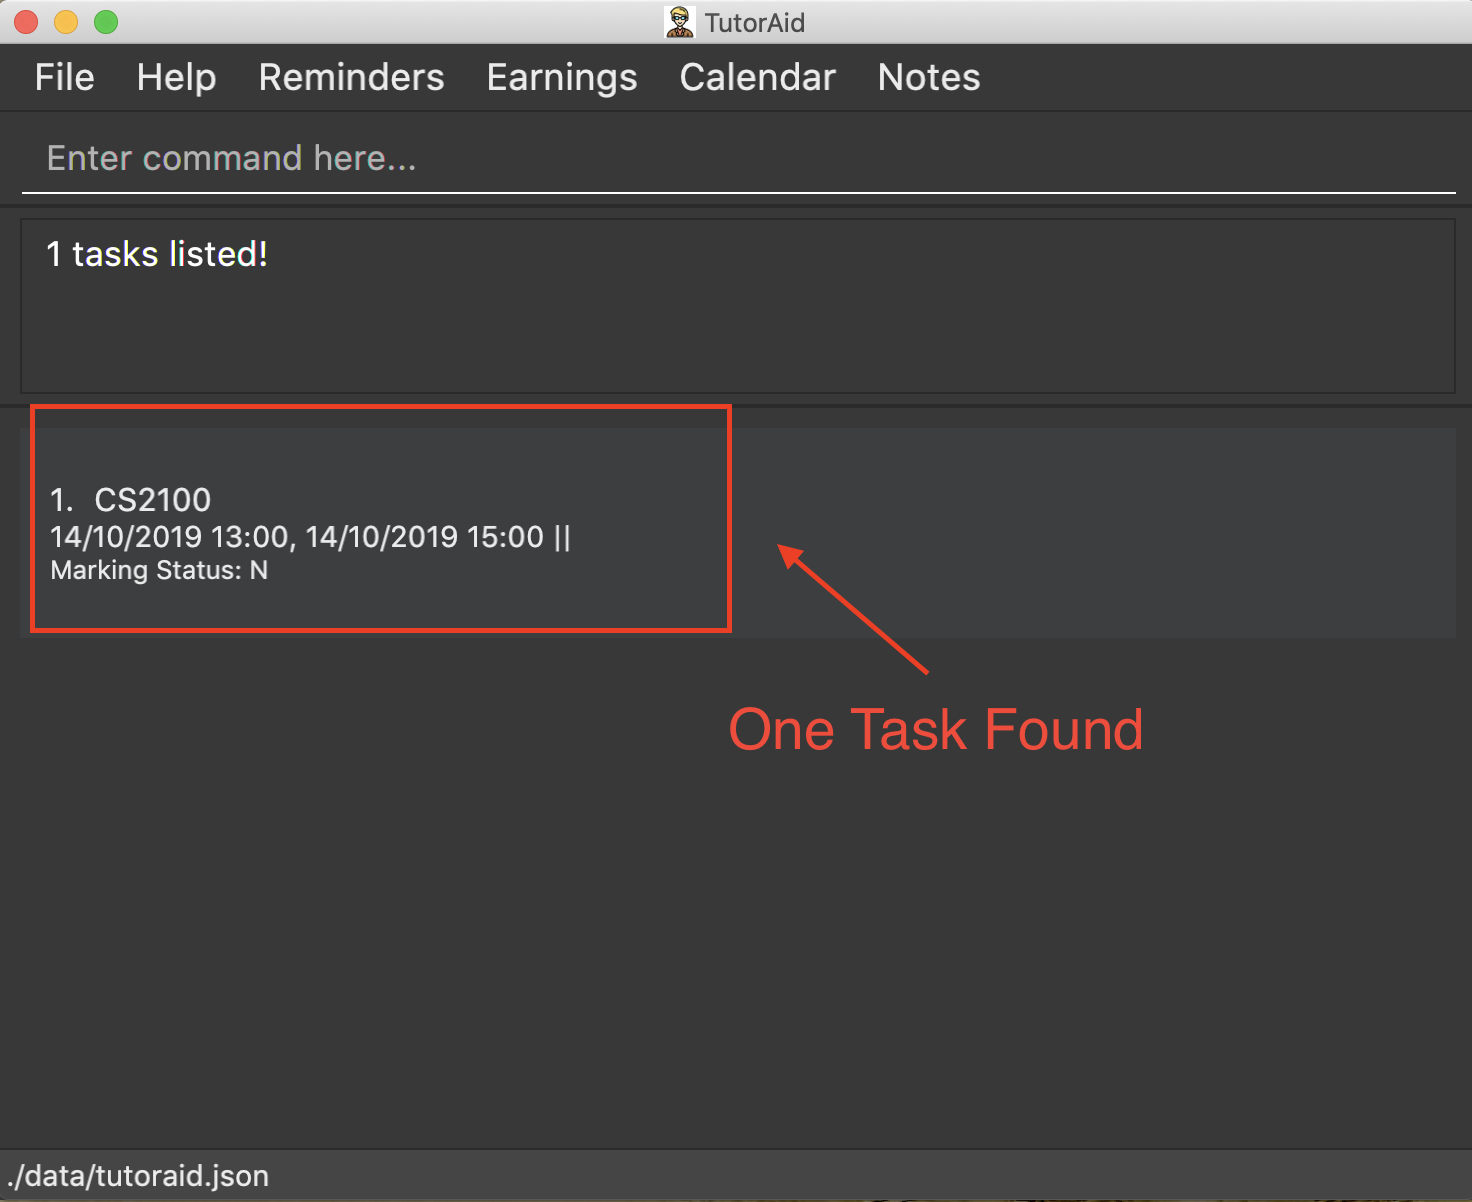 TutorAid
File Help Reminders Earnings Calendar Notes
Enter command here...
1 tasks listed!
1. CS2100
14/10/2019 13:00, 14/10/2019 15:00 ||
Marking Status: N
One Task Found
./data/tutoraid.json